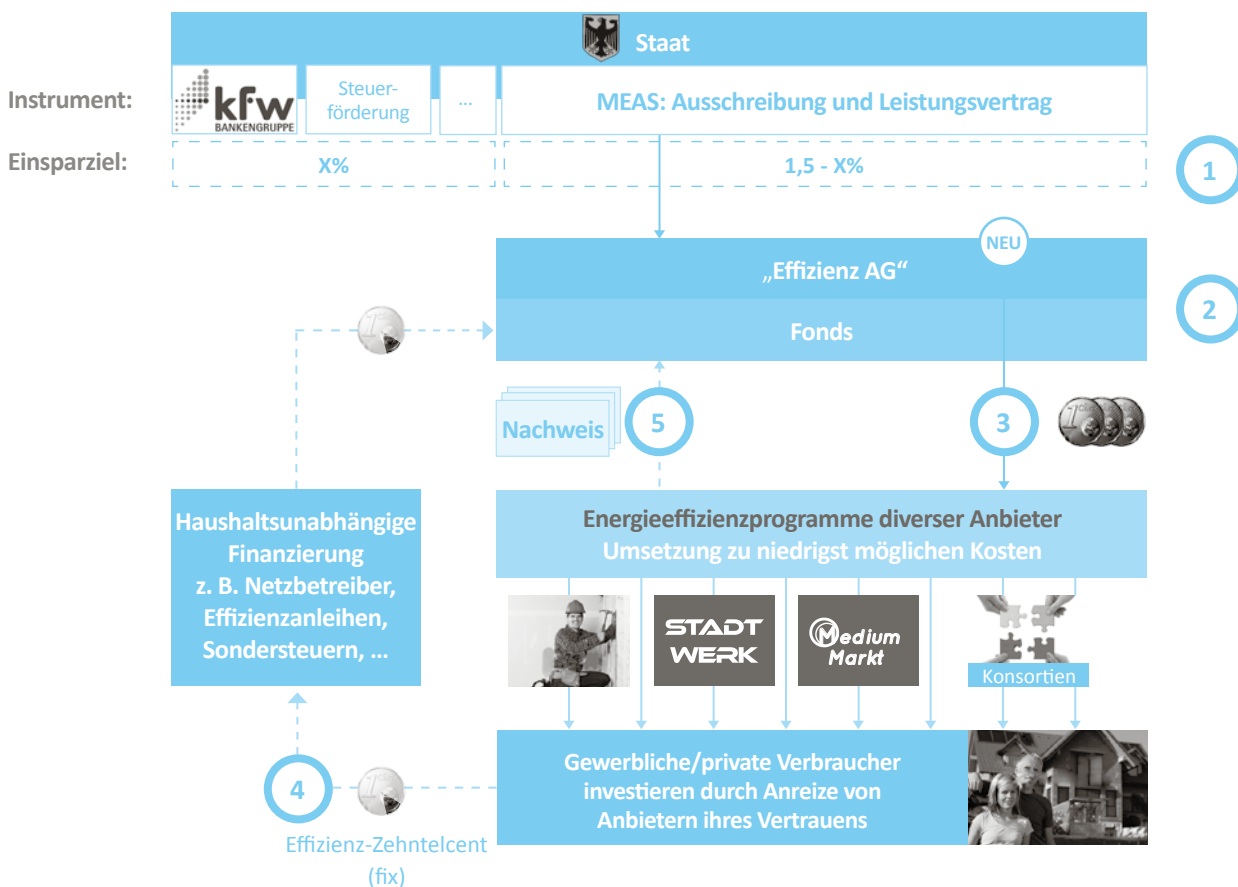 Staat
Instrument:
kfw
BANKENGRUPPE
Steuer-
förderung
...
MEAS: Ausschreibung und Leistungsvertrag
Einsparziel:
X%
1,5 - X%
1
NEU
„Effizienz AG“
2
Fonds
Nachweis
5
3
Haushaltsunabhängige
Finanzierung
z. B. Netzbetreiber,
Effizienzanleihen,
Sondersteuern, ...
Energieeffizienzprogramme diverser Anbieter
Umsetzung zu niedrigst möglichen Kosten
STADT
WERK
Medium
Markt
Konsortien
4
Gewerbliche/private Verbraucher
investieren durch Anreize von
Anbietern ihres Vertrauens
Effizienz-Zehntelcent
(fix)